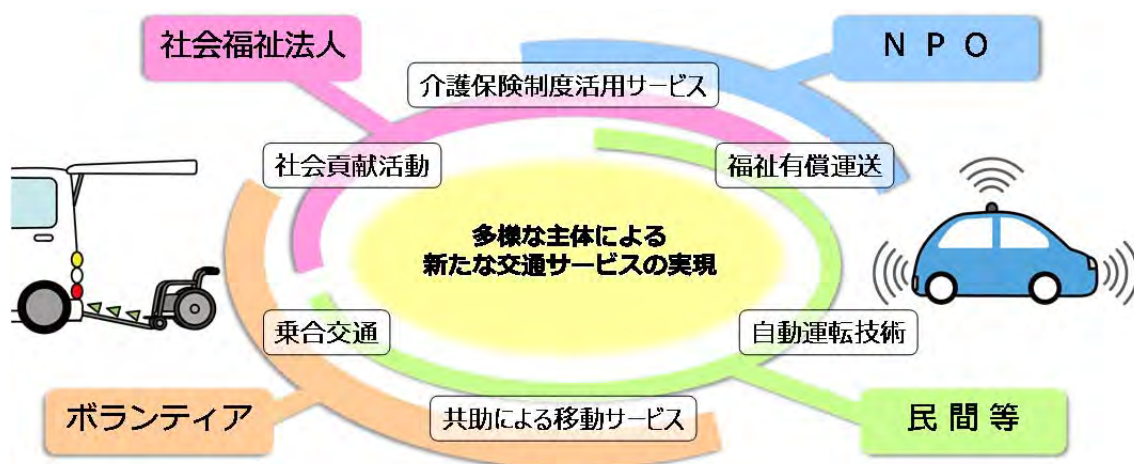 社会福祉法人
N P O
介護保険制度活用サービス
社会貢献活動
福祉有償運送
多様な主体による
新たな交通サービスの実現
乗合交通
自動運転技術
ボランティア
共助による移動サービス
民間等